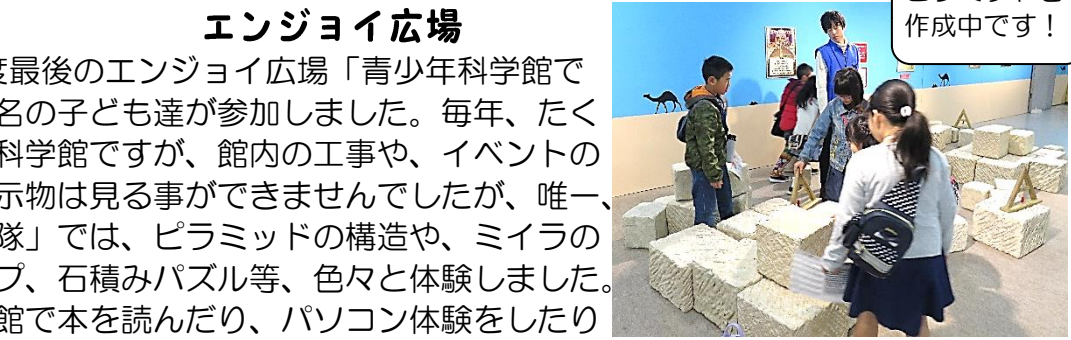 エンジョイ広場
度最後のエンジョイ広場「青少年科学館で
名の子ども達が参加しました。毎年、たく
科学館ですが、館内の工事や、イベントの
示物は見る事ができませんでしたが、唯一、
隊」では、ピラミッドの構造や、ミイラの
プ、石積みパズル等、色々と体験しました。
館で本を読んだり、パソコン体験をしたり
作成中です！